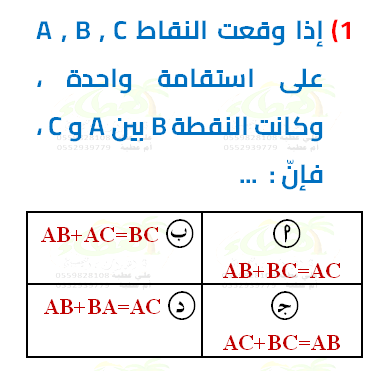 1) إذا وقعت النقاط A , B , C
على استقامة واحدة ،
وكانت النقطة B بين A و C ،
فإنّ : ...
أ AB+BC=AC
ب AB+AC=BC
ج AC+BC=AB
د AB+BA=AC